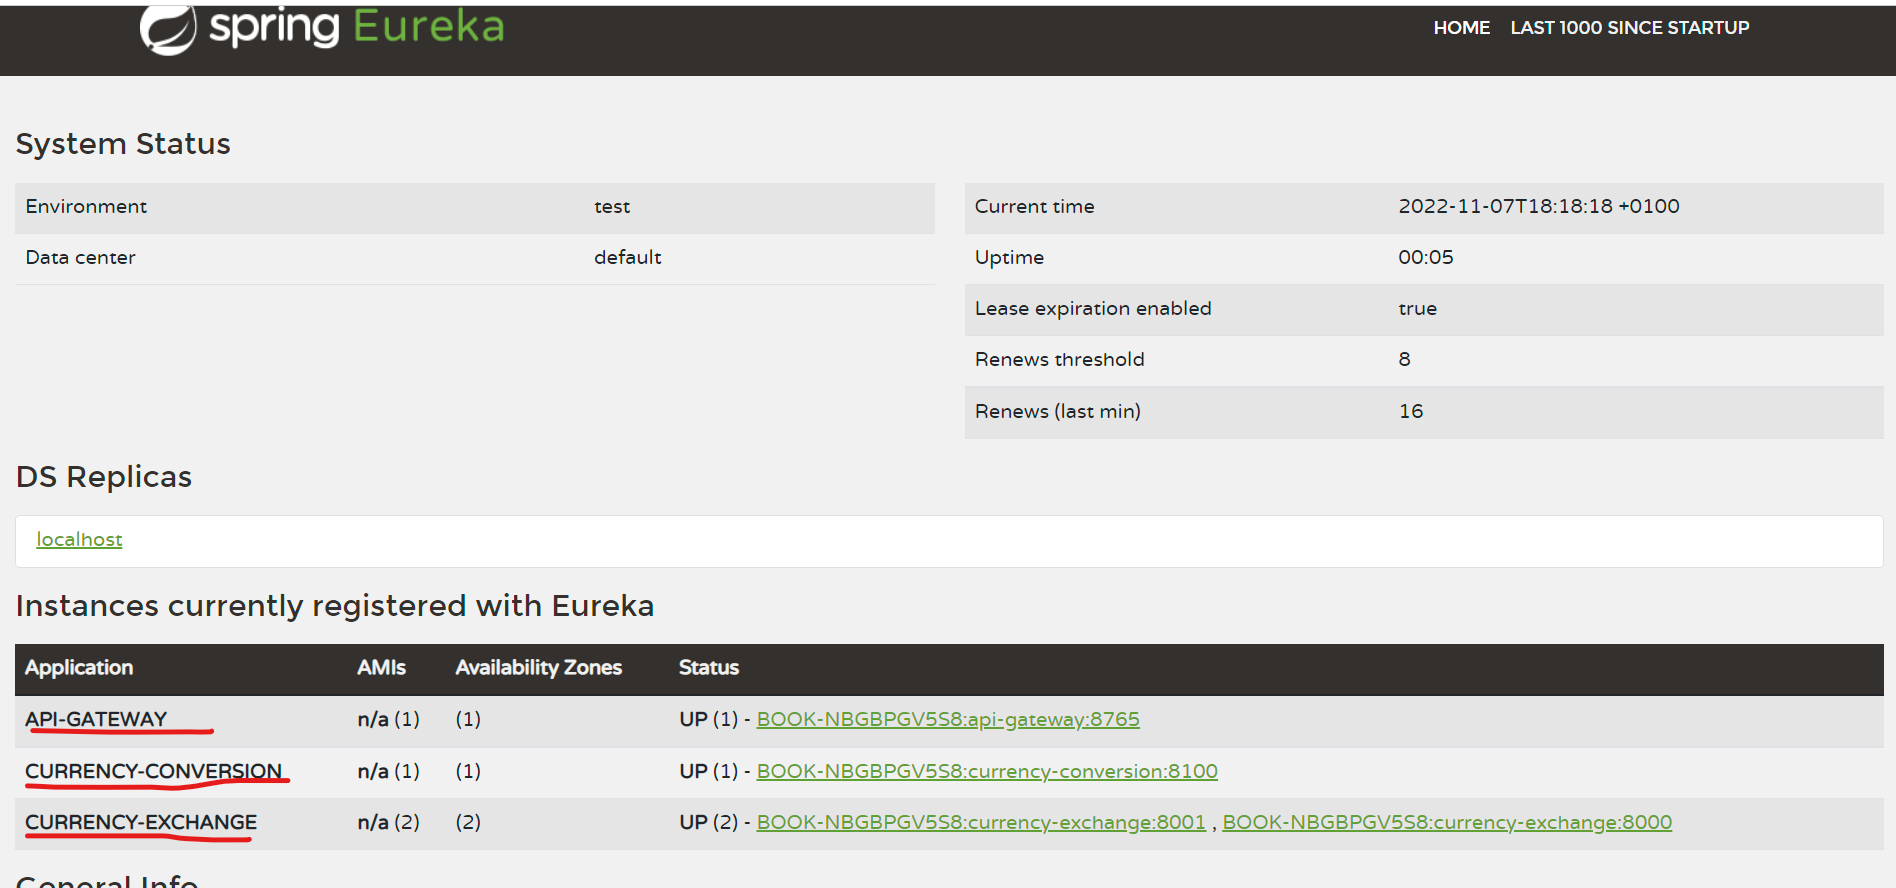 spring Eureka
HOME LAST 1000 SINCE STARTUP
System Status
Environment test
Data center default
Current time 2022-11-07T18:18:18 +0100
Uptime 00:05
Lease expiration enabled true
Renews threshold 8
Renews (last min) 16
DS Replicas
localhost
Instances currently registered with Eureka
Application AMIs Availability Zones Status
API-GATEWAY n/a (1) (1) UP (1) - BOOK-NBGBPGV5S8:api-gateway:8765
CURRENCY-CONVERSION n/a (1) (1) UP (1) - BOOK-NBGBPGV5S8:currency-conversion:8100
CURRENCY-EXCHANGE n/a (2) (2) UP (2) - BOOK-NBGBPGV5S8:currency-exchange:8001 , BOOK-NBGBPGV5S8:currency-exchange:8000
General Info